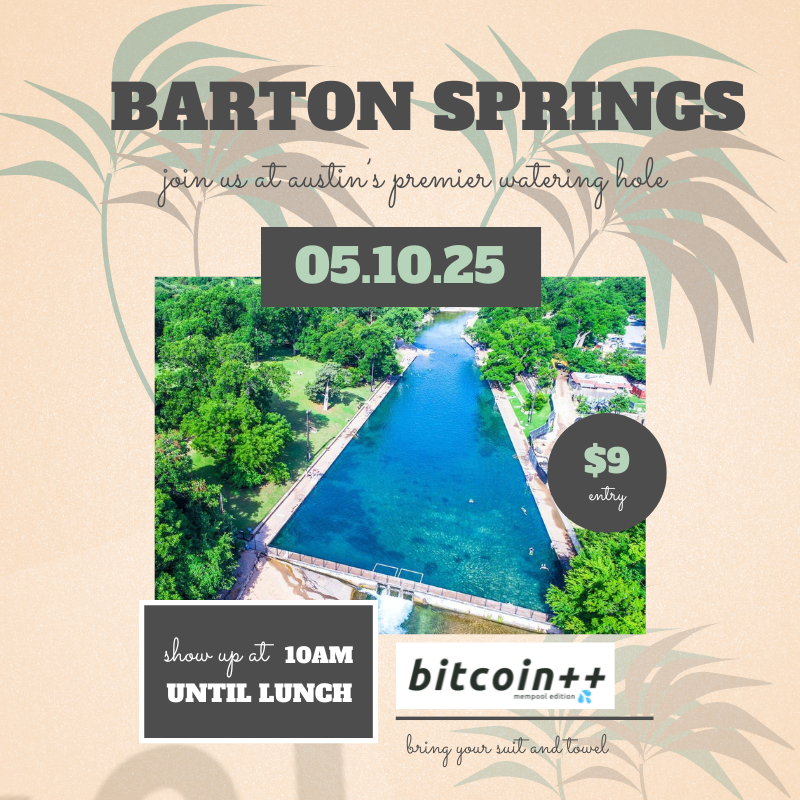 BARTON SPRINGS
join us at austin's premier watering hole
05.10.25
$9
entry
show up at 10AM
UNTIL LUNCH
bitcoin++
mempool edition 💦
bring your suit and towel